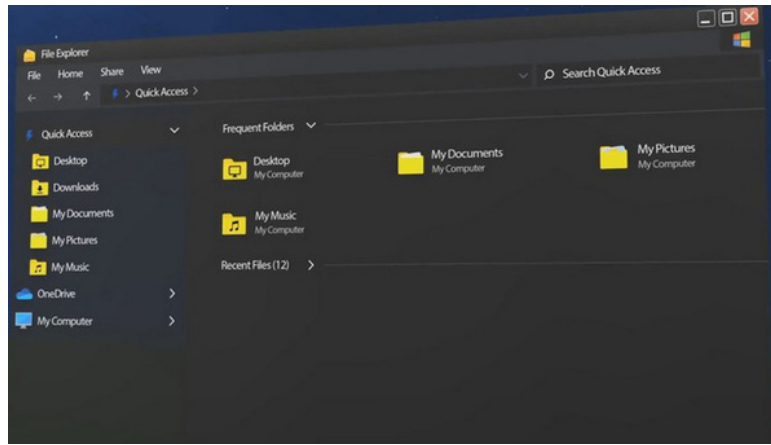 File Explorer
File Home Share View
Quick Access
Search Quick Access
Quick Access
Desktop
Downloads
My Documents
My Pictures
My Music
OneDrive
My Computer
Frequent Folders
Desktop
My Computer
My Documents
My Computer
My Pictures
My Computer
My Music
My Computer
Recent Files (12)